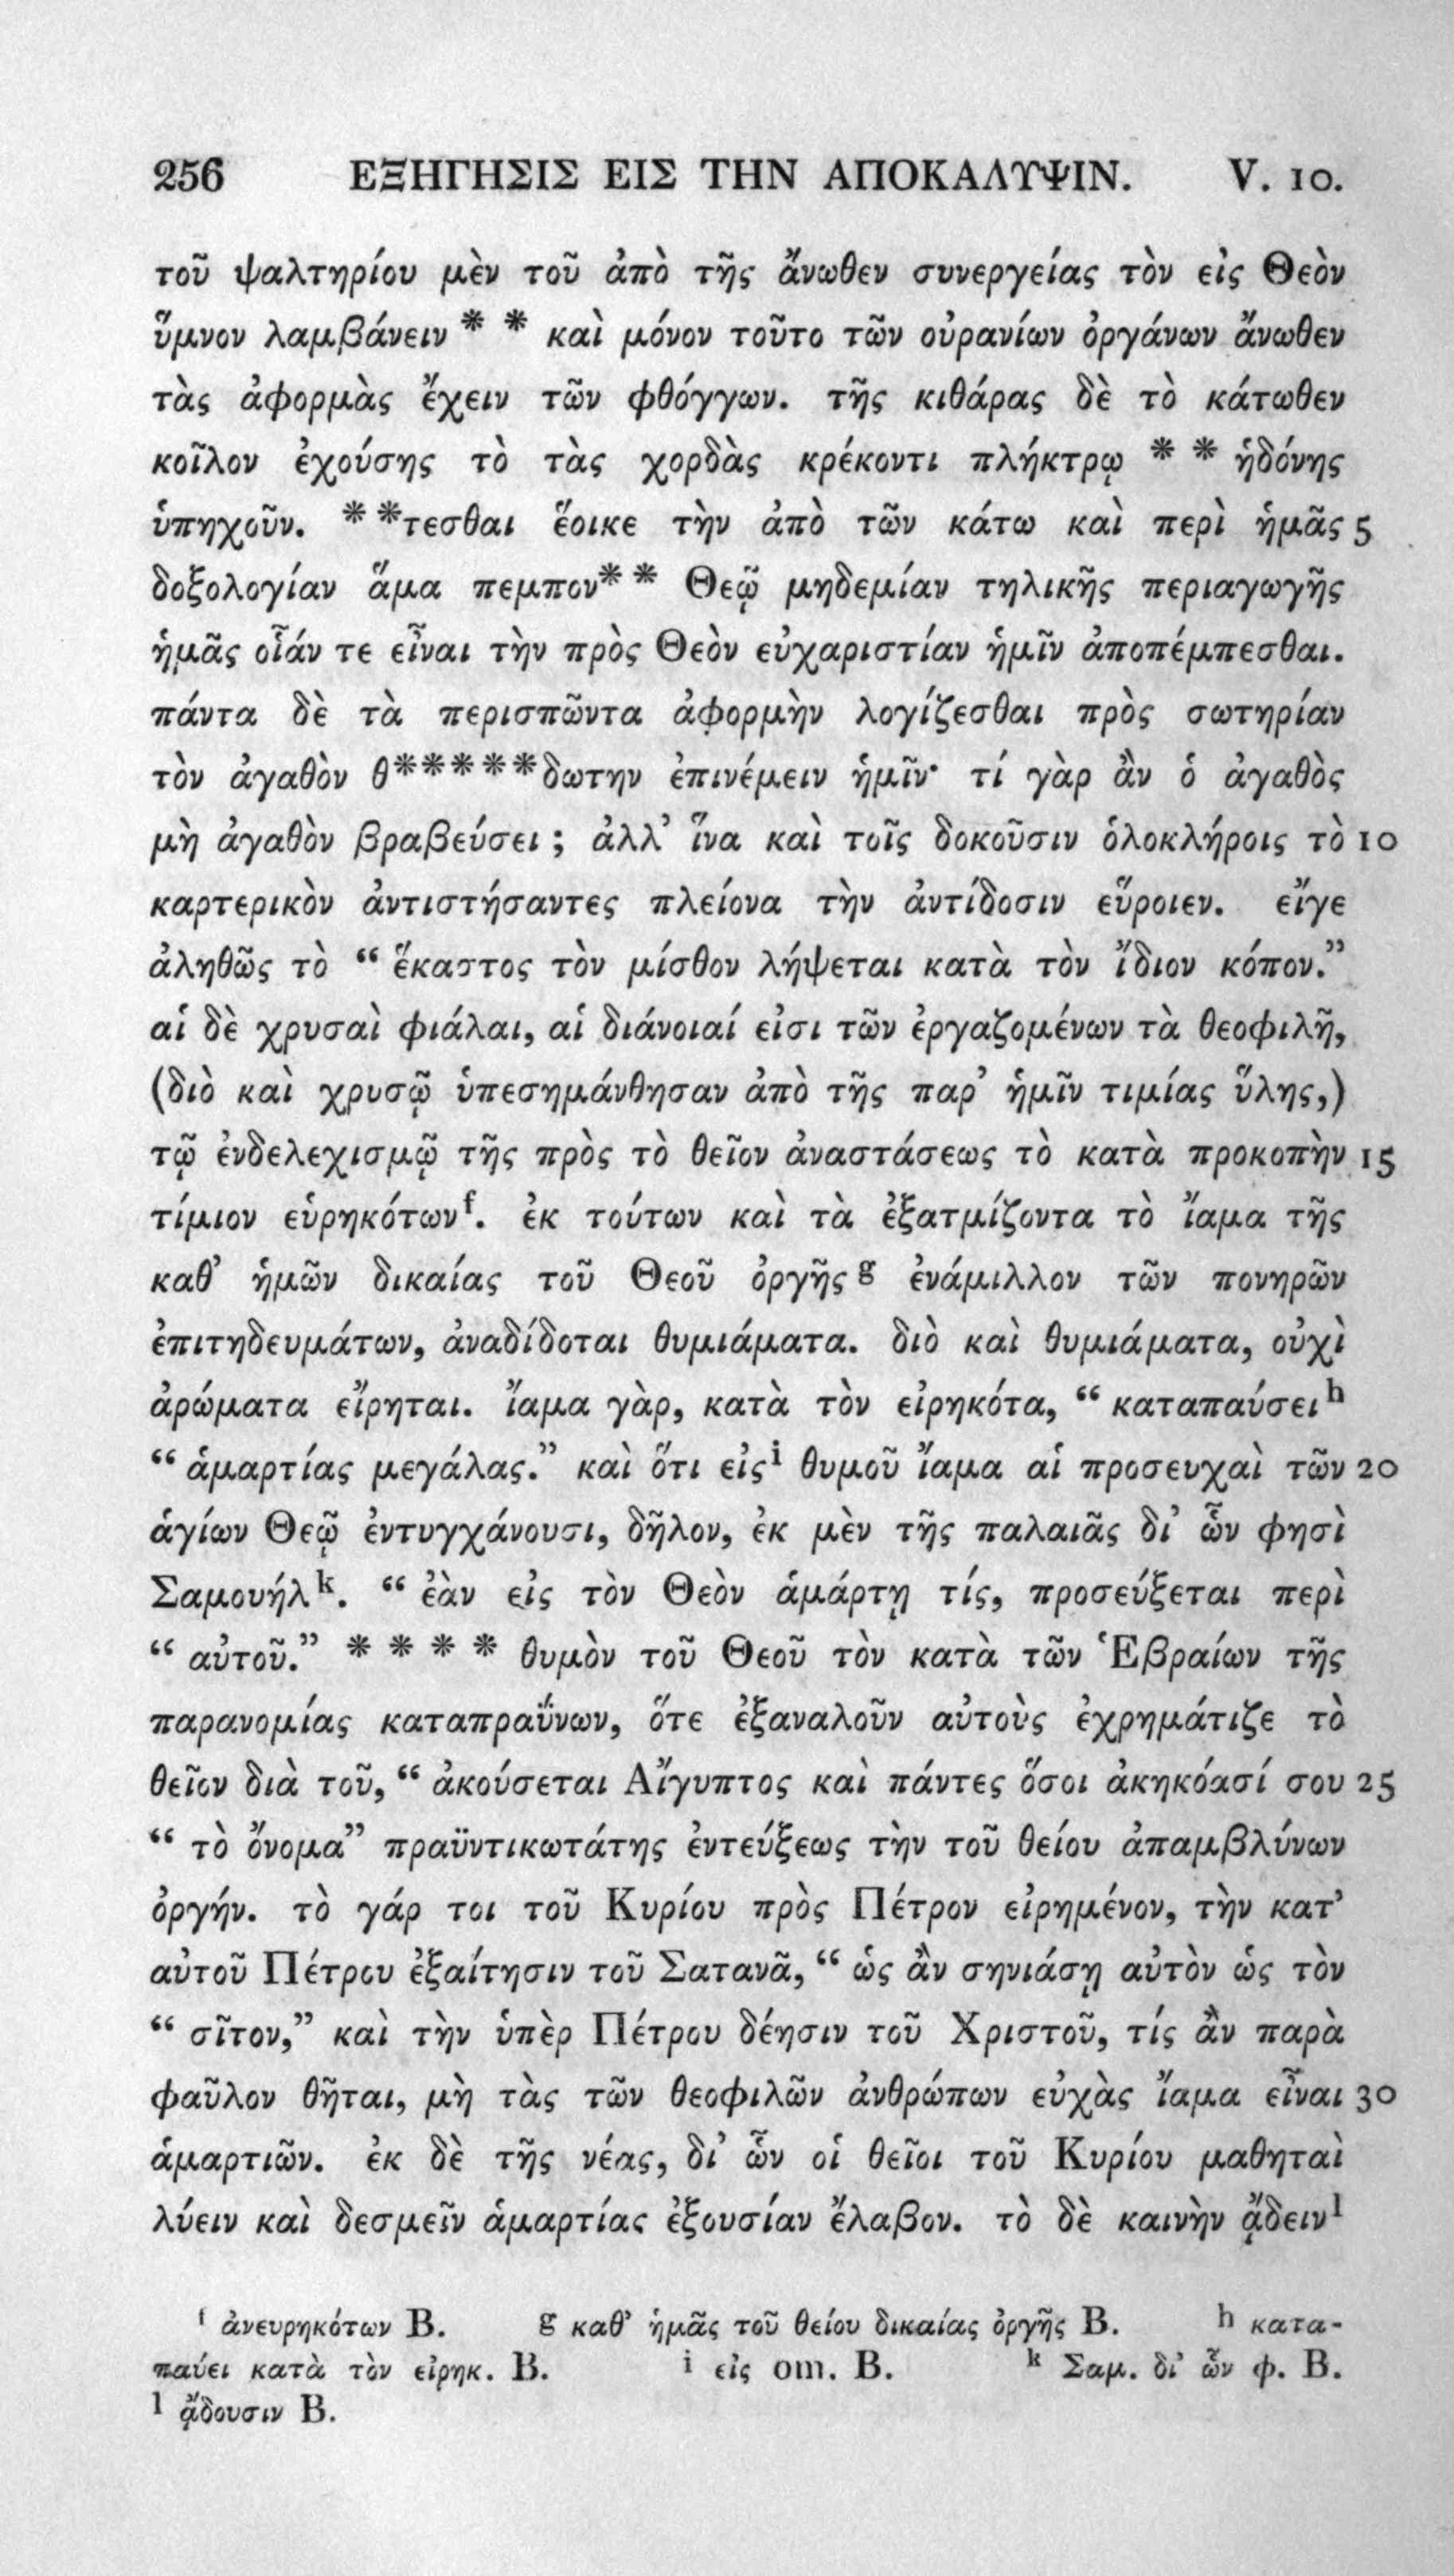 256 ΕΞΗΓΗΣΙΣ ΕΙΣ ΤΗΝ ΑΠΟΚΑΛΥΨΙΝ. V. 10.
τοῦ ψαλτηρίου μὲν τοῦ ἀπὸ τῆς ἄνωθεν συνεργείας τὸν εἰς Θεὸν
ὕμνον λαμβάνειν * * καὶ μόνον τοῦτο τῶν οὐρανίων ὀργάνων ἄνωθεν
τὰς ἀφορμὰς ἔχειν τῶν φθόγγων. τῆς κιθάρας δὲ τὸ κάτωθεν
κοῖλον ἐχούσης τὸ τὰς χορδὰς κρέκοντι πλήκτρῳ * * ἡδόνης
ὑπηχοῦν. * *τεσθαι ἔοικε τὴν ἀπὸ τῶν κάτω καὶ περὶ ἡμᾶς 5
δοξολογίαν ἅμα πεμπον* * Θεῷ μηδεμίαν τηλικῆς περιαγωγῆς
ἡμᾶς οἷάν τε εἶναι τὴν πρὸς Θεὸν εὐχαριστίαν ἡμῖν ἀποπέμπεσθαι.
πάντα δὲ τὰ περισπῶντα ἀφορμὴν λογίζεσθαι πρὸς σωτηρίαν
τὸν ἀγαθὸν θ*****δωτην ἐπινέμειν ἡμῖν· τί γὰρ ἂν ὁ ἀγαθὸς
μὴ ἀγαθὸν βραβεύσει ; ἀλλ’ ἵνα καὶ τοῖς δοκοῦσιν ὁλοκλήροις τὸ 10
καρτερικὸν ἀντιστήσαντες πλείονα τὴν ἀντίδοσιν εὕροιεν. εἴγε
ἀληθῶς τὸ “ ἕκαστος τὸν μίσθον λήψεται κατὰ τὸν ἴδιον κόπον.”
αἱ δὲ χρυσαὶ φιάλαι, αἱ διάνοιαί εἰσι τῶν ἐργαζομένων τὰ θεοφιλῆ,
(διὸ καὶ χρυσῷ ὑπεσημάνθησαν ἀπὸ τῆς παρ’ ἡμῖν τιμίας ὕλης,)
τῷ ἐνδελεχισμῷ τῆς πρὸς τὸ θεῖον ἀναστάσεως τὸ κατὰ προκοπὴν 15
τίμιον εὑρηκότων f. ἐκ τούτων καὶ τὰ ἐξατμίζοντα τὸ ἴαμα τῆς
καθ’ ἡμῶν δικαίας τοῦ Θεοῦ ὀργῆς g ἐνάμιλλον τῶν πονηρῶν
ἐπιτηδευμάτων, ἀναδίδοται θυμιάματα. διὸ καὶ θυμιάματα, οὐχὶ
ἀρώματα εἴρηται. ἴαμα γὰρ, κατὰ τὸν εἰρηκότα, “ καταπαύσει h
“ ἁμαρτίας μεγάλας.” καὶ ὅτι εἰς i θυμοῦ ἴαμα αἱ προσευχαὶ τῶν 20
ἁγίων Θεῷ ἐντυγχάνουσι, δῆλον, ἐκ μὲν τῆς παλαιᾶς δι’ ὧν φησὶ
Σαμουήλ k. “ ἐὰν εἰς τὸν Θεὸν ἁμάρτῃ τίς, προσεύξεται περὶ
“ αὐτοῦ.” * * * * θυμὸν τοῦ Θεοῦ τὸν κατὰ τῶν Ἑβραίων τῆς
παρανομίας καταπραΰνων, ὅτε ἐξαναλοῦν αὐτοὺς ἐχρημάτιζε τὸ
θεῖον διὰ τοῦ, “ ἀκούσεται Αἴγυπτος καὶ πάντες ὅσοι ἀκηκόασί σου 25
“ τὸ ὄνομα” πραϋντικωτάτης ἐντεύξεως τὴν τοῦ θείου ἀπαμβλύνων
ὀργήν. τὸ γάρ τοι τοῦ Κυρίου πρὸς Πέτρον εἰρημένον, τὴν κατ’
αὐτοῦ Πέτρου ἐξαίτησιν τοῦ Σατανᾶ, “ ὡς ἂν σηνιάσῃ αὐτὸν ὡς τὸν
“ σῖτον,” καὶ τὴν ὑπὲρ Πέτρου δέησιν τοῦ Χριστοῦ, τίς ἂν παρὰ
φαῦλον θῆται, μὴ τὰς τῶν θεοφιλῶν ἀνθρώπων εὐχὰς ἴαμα εἶναι 30
ἁμαρτιῶν. ἐκ δὲ τῆς νέας, δι’ ὧν οἱ θεῖοι τοῦ Κυρίου μαθηταὶ
λύειν καὶ δεσμεῖν ἁμαρτίας ἐξουσίαν ἔλαβον. τὸ δὲ καινὴν ᾄδειν l
f ἀνευρηκότων B. g καθ’ ἡμᾶς τοῦ θείου δικαίας ὀργῆς B. h κατα-
παύει κατὰ τὸν εἰρηκ. B. i εἰς om. B. k Σαμ. δι’ ὧν φ. B.
l ᾄδουσιν B.